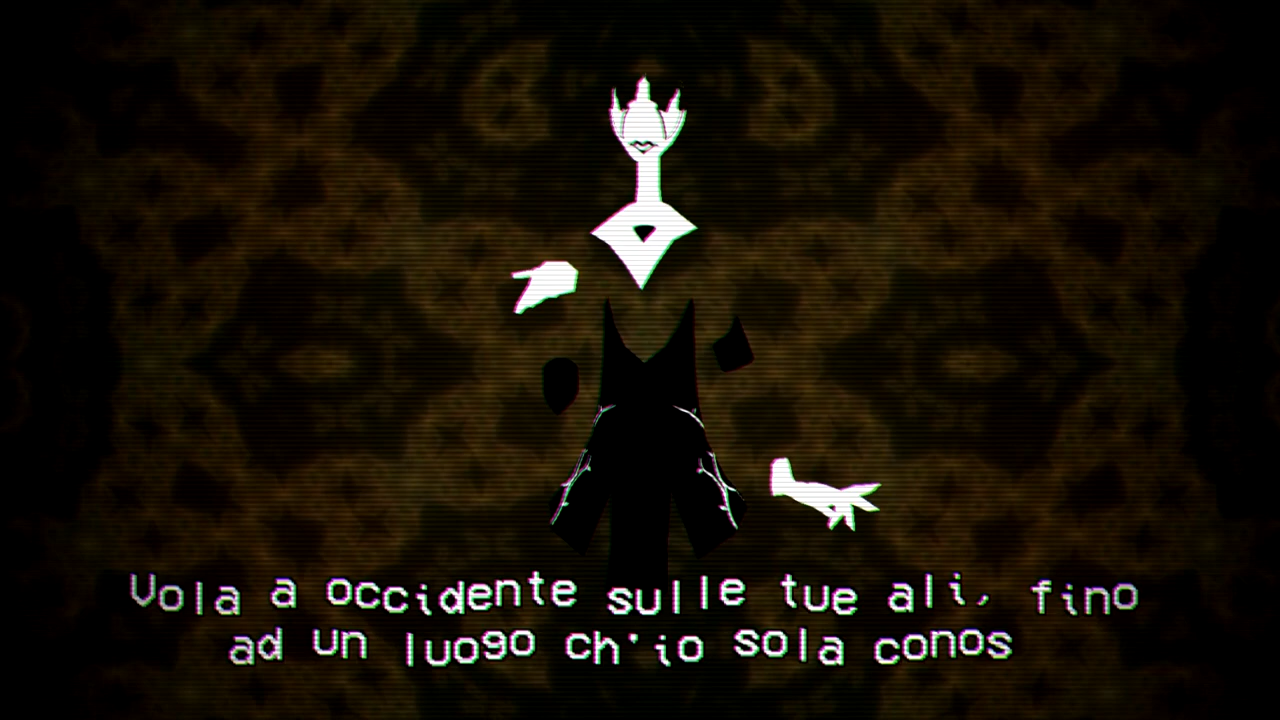 Vola a occidente sulle tue ali, fino
ad un luogo ch'io sola conos